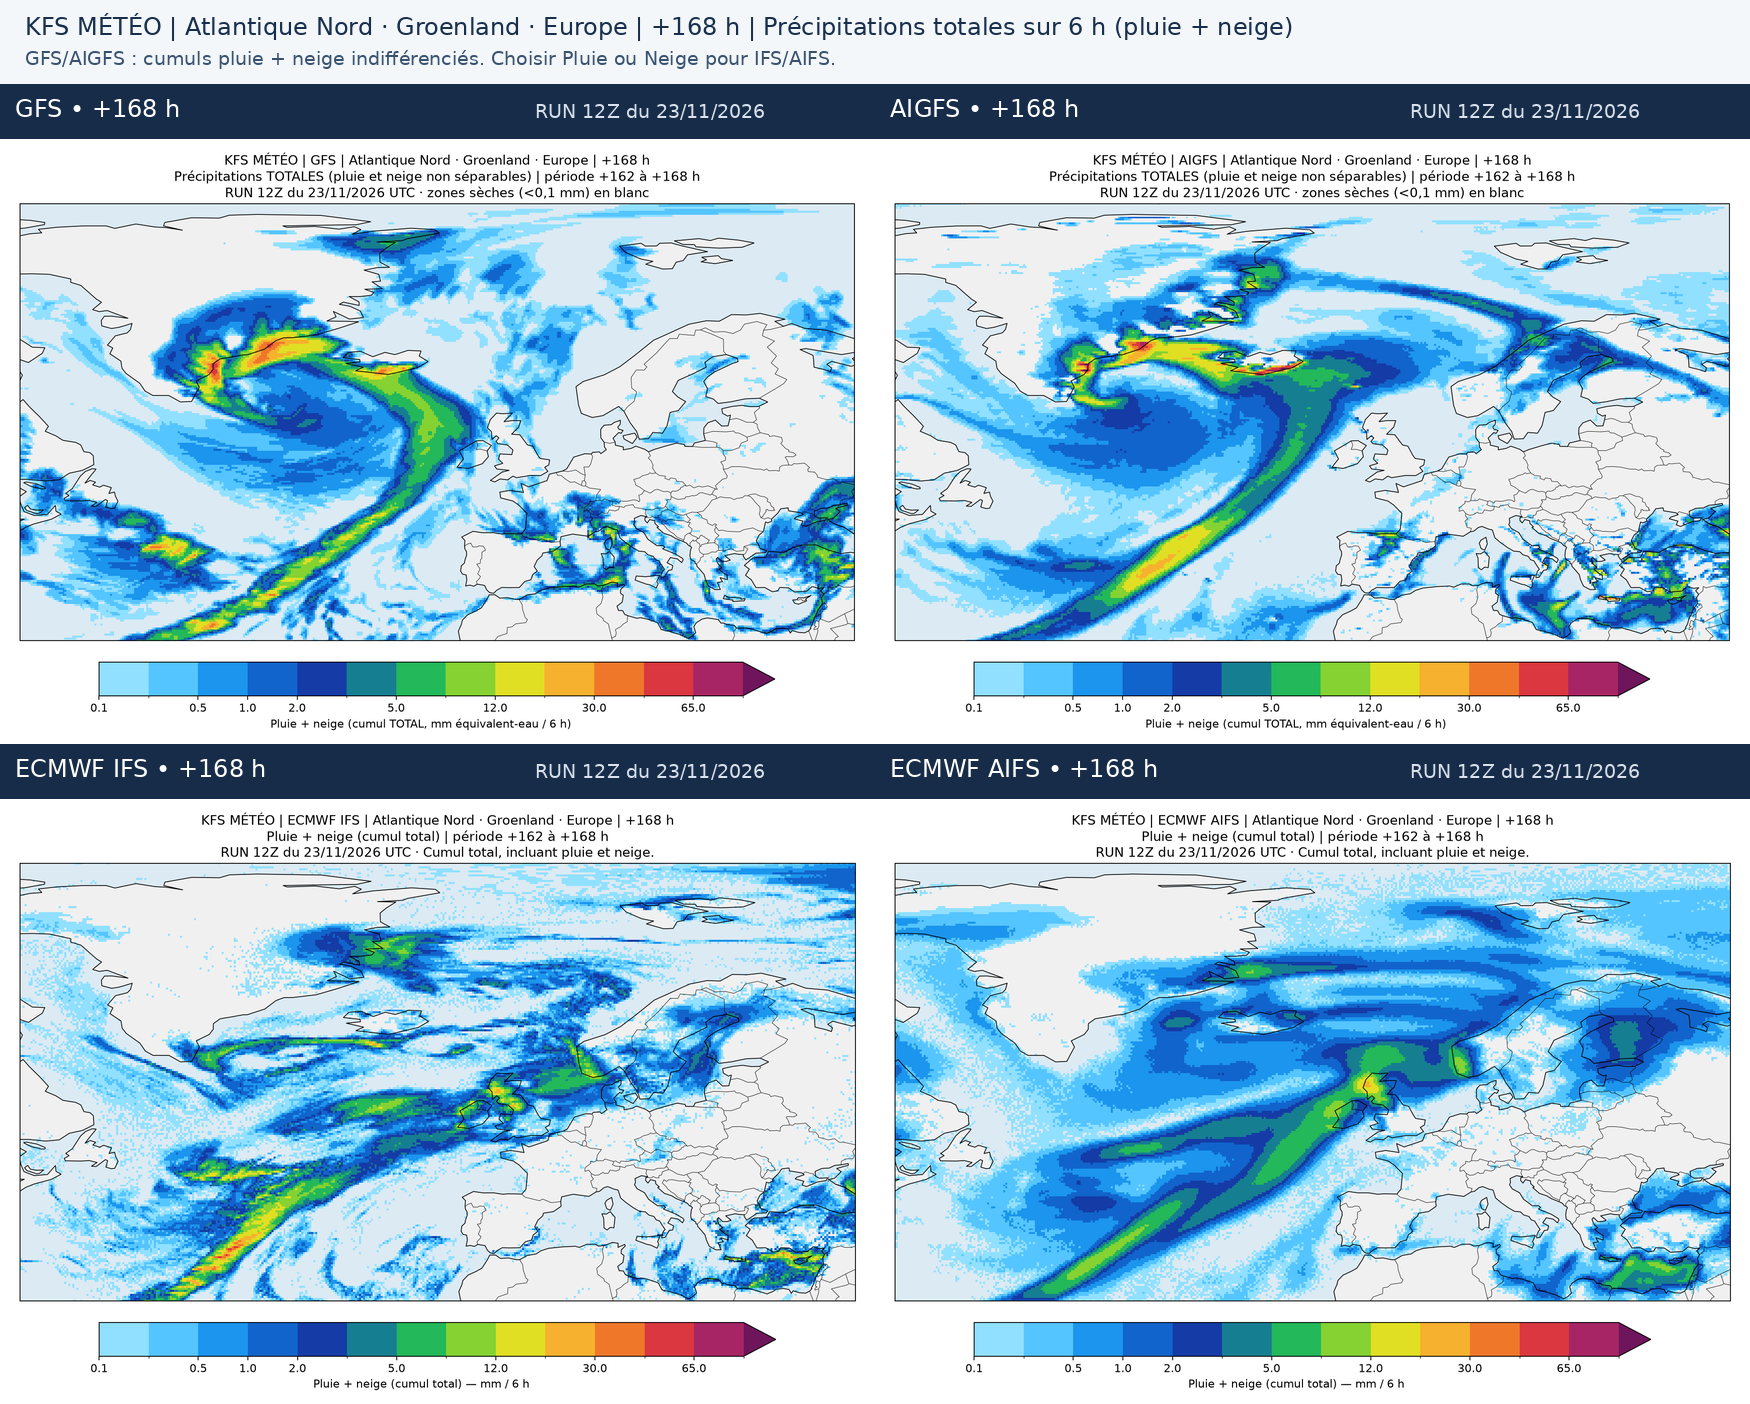 KFS MÉTÉO | Atlantique Nord · Groenland · Europe | +168 h | Précipitations totales sur 6 h (pluie + neige)
GFS/AIGFS : cumuls pluie + neige indifférenciés. Choisir Pluie ou Neige pour IFS/AIFS.
GFS • +168 h RUN 12Z du 23/11/2026
KFS MÉTÉO | GFS | Atlantique Nord · Groenland · Europe | +168 h
Précipitations TOTALES (pluie et neige non séparables) | période +162 à +168 h
RUN 12Z du 23/11/2026 UTC · zones sèches (<0,1 mm) en blanc
0.1 0.5 1.0 2.0 5.0 12.0 30.0 65.0
Pluie + neige (cumul TOTAL, mm équivalent-eau / 6 h)
AIGFS • +168 h RUN 12Z du 23/11/2026
KFS MÉTÉO | AIGFS | Atlantique Nord · Groenland · Europe | +168 h
Précipitations TOTALES (pluie et neige non séparables) | période +162 à +168 h
RUN 12Z du 23/11/2026 UTC · zones sèches (<0,1 mm) en blanc
0.1 0.5 1.0 2.0 5.0 12.0 30.0 65.0
Pluie + neige (cumul TOTAL, mm équivalent-eau / 6 h)
ECMWF IFS • +168 h RUN 12Z du 23/11/2026
KFS MÉTÉO | ECMWF IFS | Atlantique Nord · Groenland · Europe | +168 h
Pluie + neige (cumul total) | période +162 à +168 h
RUN 12Z du 23/11/2026 UTC · Cumul total, incluant pluie et neige.
0.1 0.5 1.0 2.0 5.0 12.0 30.0 65.0
Pluie + neige (cumul total) — mm / 6 h
ECMWF AIFS • +168 h RUN 12Z du 23/11/2026
KFS MÉTÉO | ECMWF AIFS | Atlantique Nord · Groenland · Europe | +168 h
Pluie + neige (cumul total) | période +162 à +168 h
RUN 12Z du 23/11/2026 UTC · Cumul total, incluant pluie et neige.
0.1 0.5 1.0 2.0 5.0 12.0 30.0 65.0
Pluie + neige (cumul total) — mm / 6 h